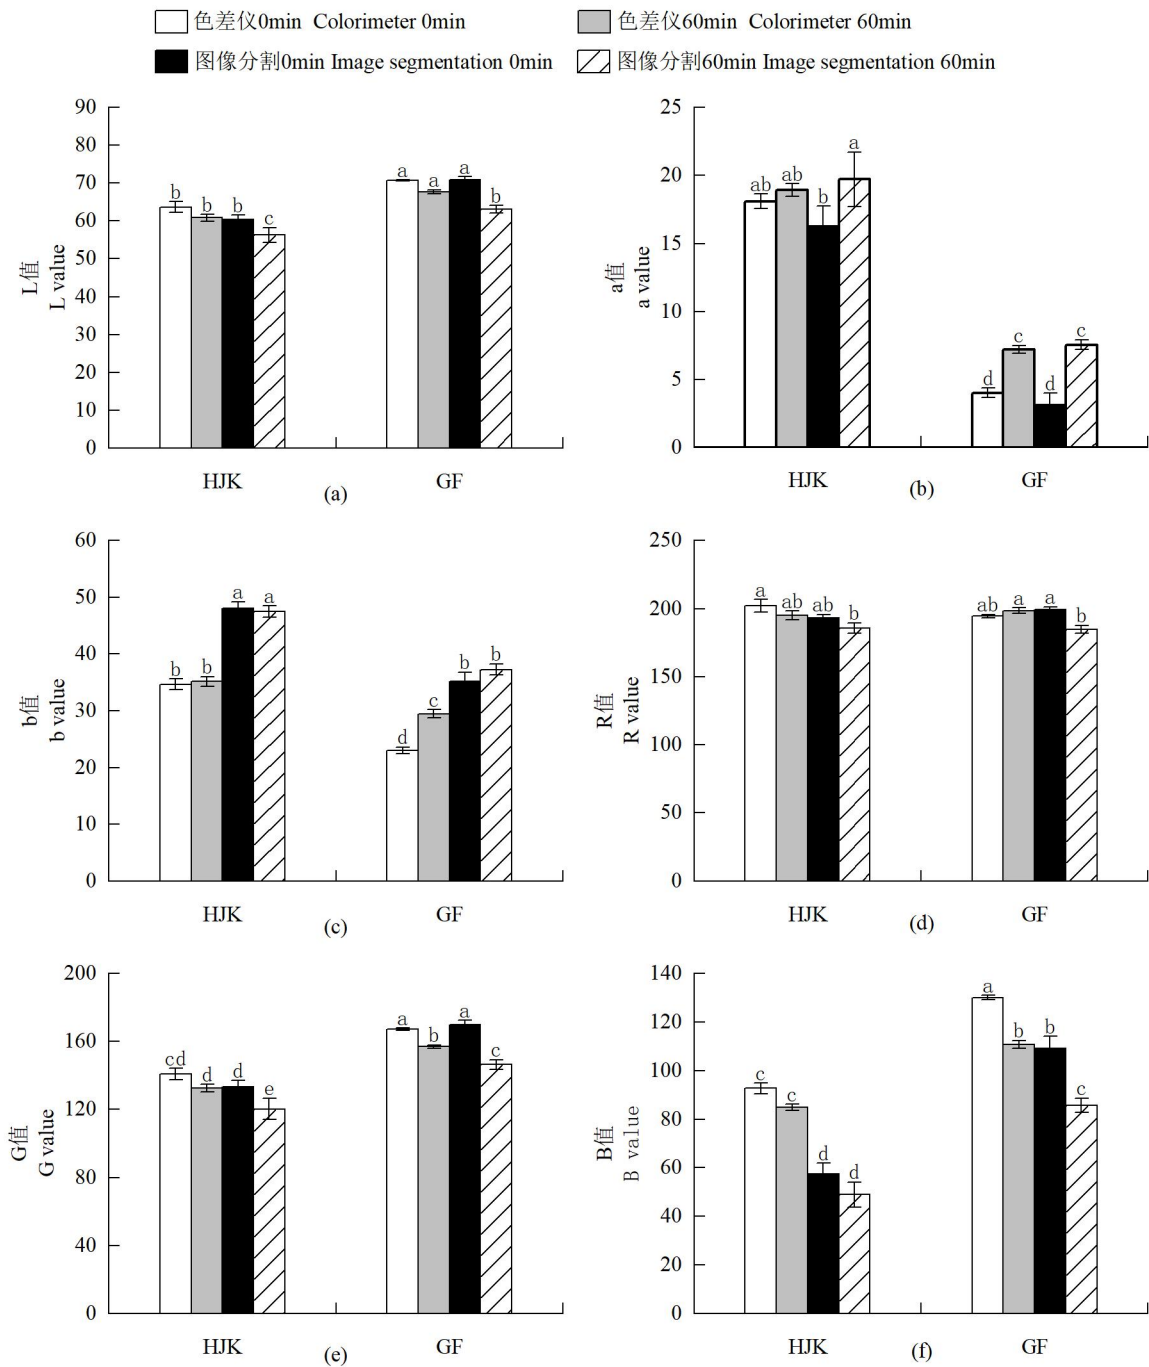 色差仪0min Colorimeter 0min
色差仪60min Colorimeter 60min
图像分割0min Image segmentation 0min
图像分割60min Image segmentation 60min
90
80
70
60
50
40
30
20
10
0
L值
L value
b
b
b
c
a
a
a
b
HJK
GF
(a)
25
20
15
10
5
0
a值
a value
ab
ab
b
a
d
c
d
c
HJK
GF
(b)
60
50
40
30
20
10
0
b值
b value
b
b
a
a
d
c
b
b
HJK
GF
(c)
250
200
150
100
50
0
R值
R value
a
ab
ab
b
ab
a
a
b
HJK
GF
(d)
200
160
120
80
40
0
G值
G value
cd
d
d
e
a
b
a
c
HJK
GF
(e)
140
120
100
80
60
40
20
0
B值
B value
c
c
d
d
a
b
b
c
HJK
GF
(f)